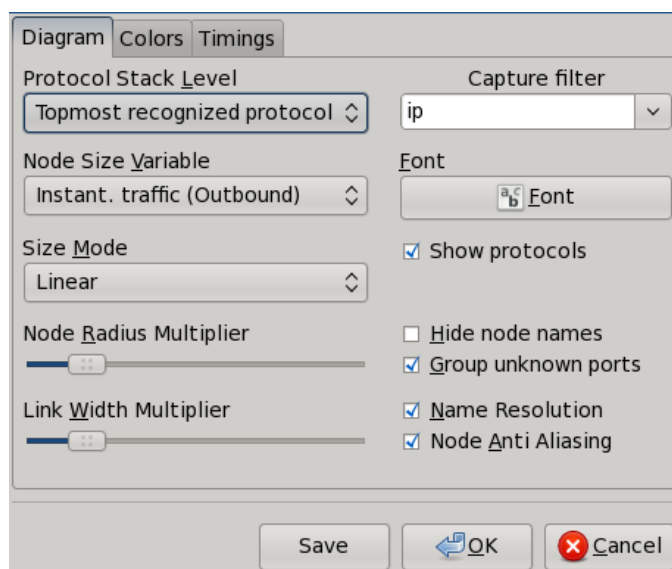 Diagram Colors Timings
Protocol Stack Level
Capture filter
Topmost recognized protocol
ip
Node Size Variable
Font
Instant. traffic (Outbound)
Font
Size Mode
Show protocols
Linear
Node Radius Multiplier
Hide node names
Group unknown ports
Link Width Multiplier
Name Resolution
Node Anti Aliasing
Save OK Cancel